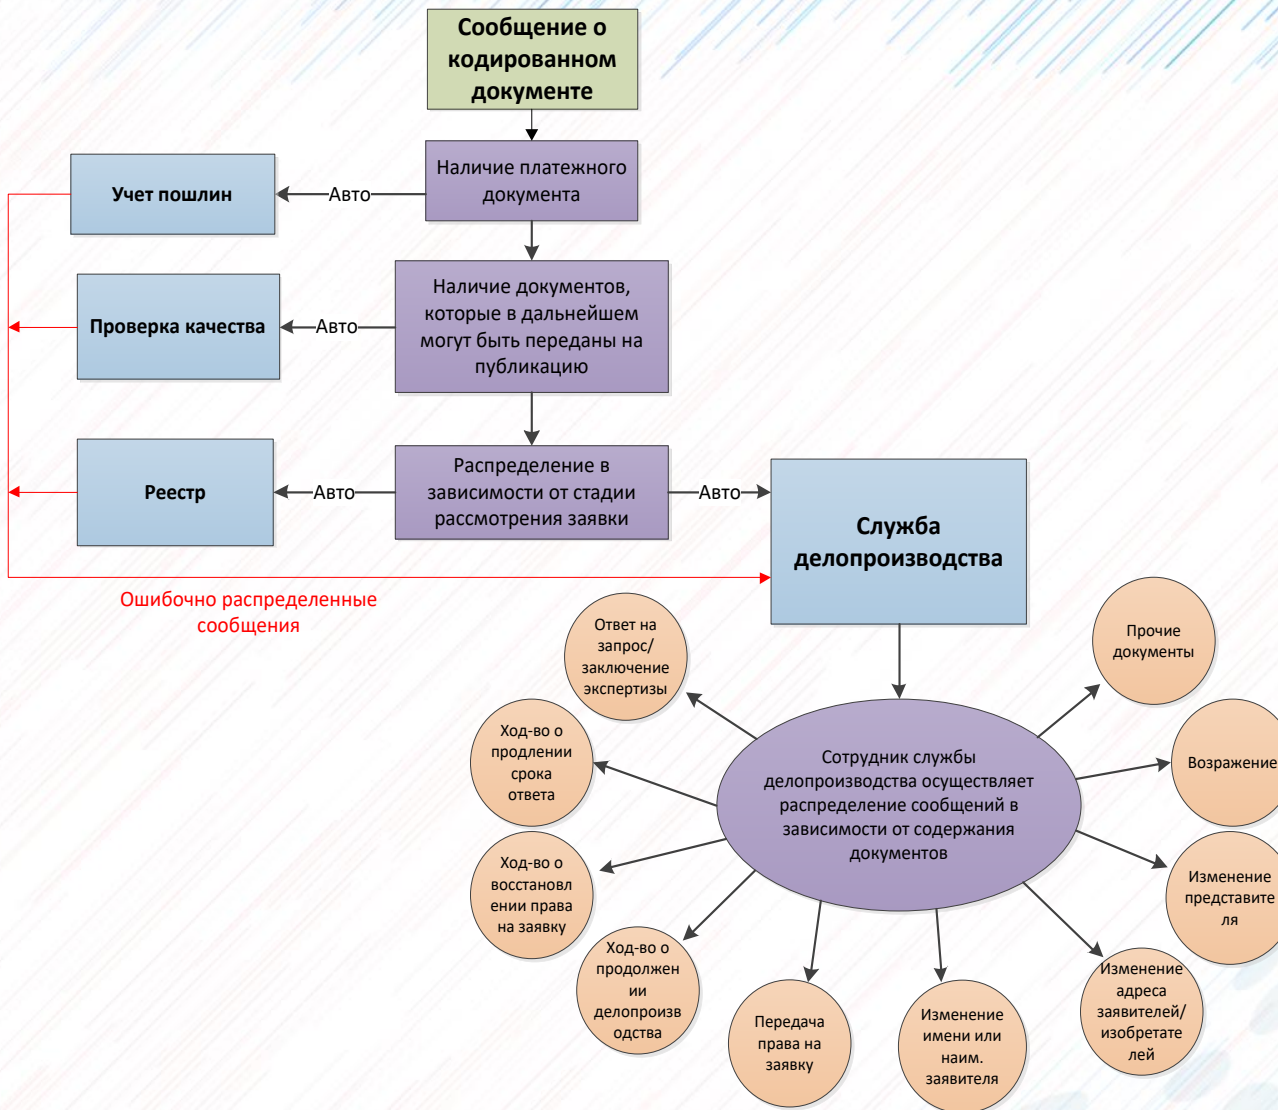 Сообщение о
кодированном
документе
Наличие платежного
документа
Авто
Учет пошлин
Наличие документов,
которые в дальнейшем
могут быть переданы на
публикацию
Авто
Проверка качества
Распределение в
зависимости от стадии
рассмотрения заявки
Авто
Реестр
Авто
Служба
делопроизводства
Ошибочно распределенные
сообщения
Сотрудник службы
делопроизводства осуществляет
распределение сообщений в
зависимости от содержания
документов
Ответ на
запрос/
заключение
экспертизы
Ход-во о
продлении
срока
ответа
Ход-во о
восстановл
ении права
на заявку
Ход-во о
продолжен
ии
делопроизв
одства
Передача
права на
заявку
Изменение
имени или
наим.
заявителя
Изменение
адреса
заявителей/
изобретате
лей
Изменение
представите
ля
Возражение
Прочие
документы